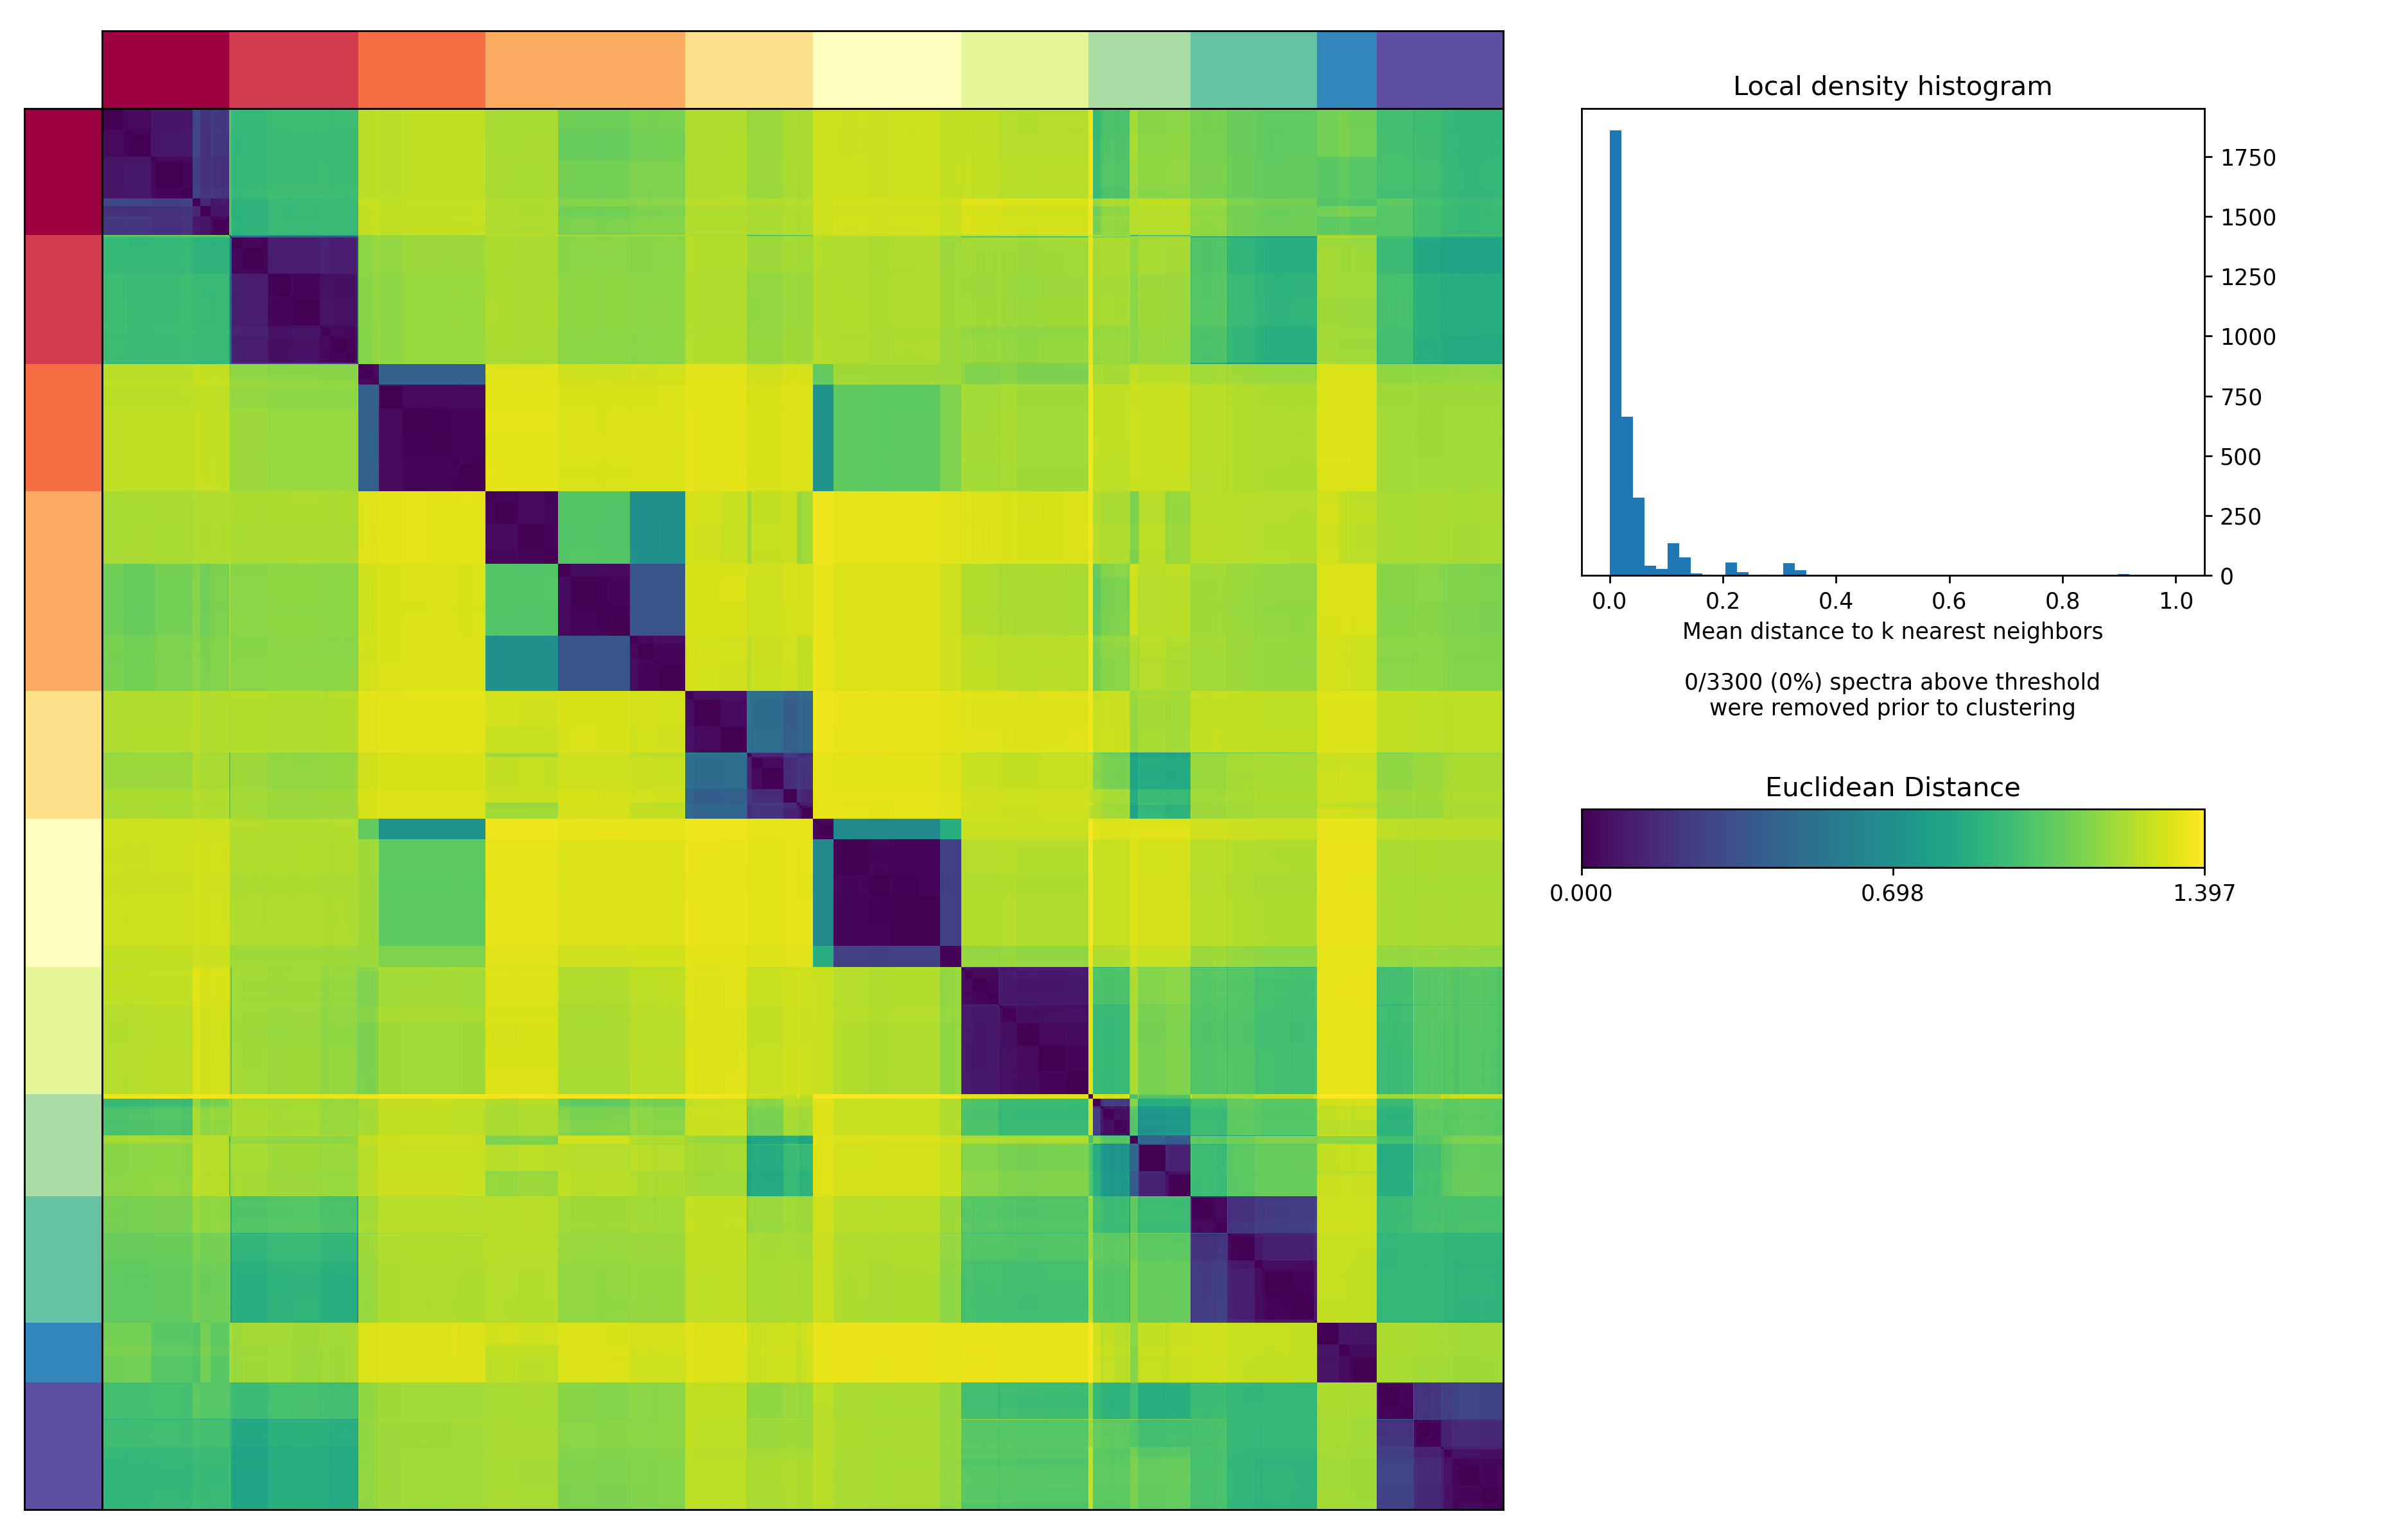 Local density histogram
1750
1500
1250
1000
750
500
250
0
0.0 0.2 0.4 0.6 0.8 1.0
Mean distance to k nearest neighbors
0/3300 (0%) spectra above threshold
were removed prior to clustering
Euclidean Distance
0.000 0.698 1.397